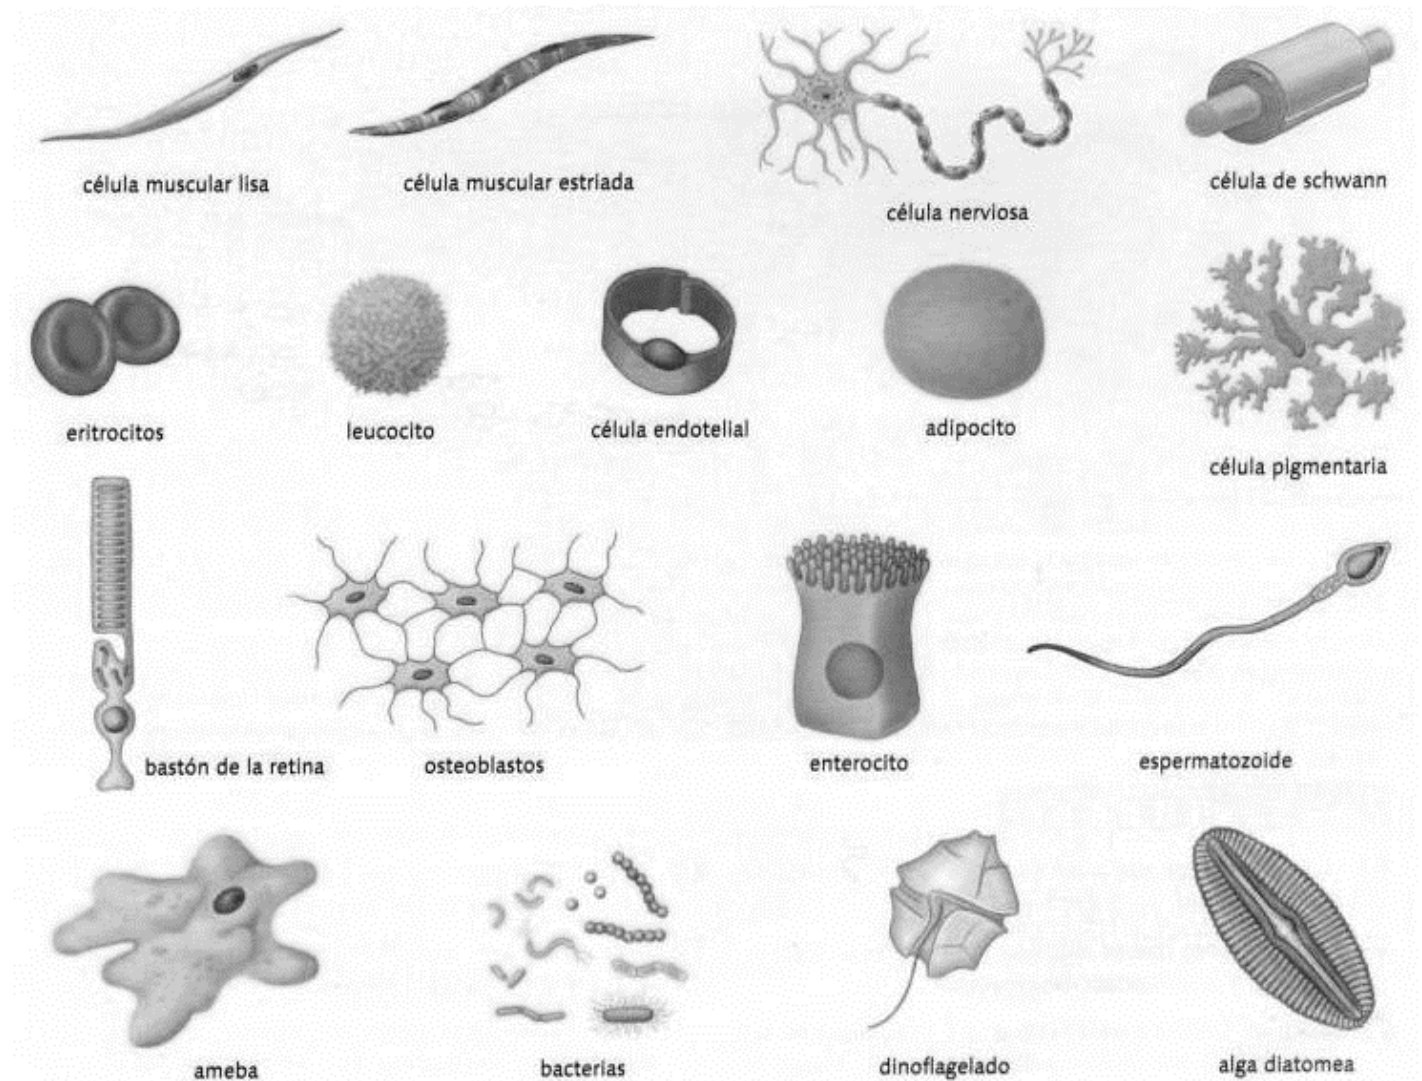 célula muscular lisa
célula muscular estriada
célula nerviosa
célula de schwann
eritrocitos
leucocito
célula endotelial
adipocito
célula pigmentaria
bastón de la retina
osteoblastos
enterocito
espermatozoide
ameba
bacterias
dinoflagelado
alga diatomea